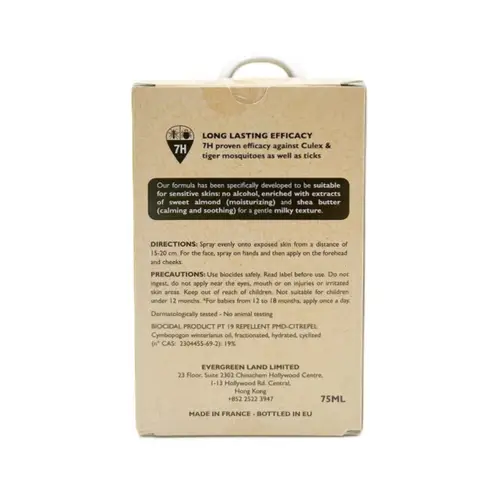 7H
LONG LASTING EFFICACY
7H proven efficacy against Culex &
tiger mosquitoes as well as ticks
Our formula has been specifically developed to be suitable
for sensitive skins: no alcohol, enriched with extracts
of sweet almond (moisturizing) and shea butter
(calming and soothing) for a gentle milky texture.
DIRECTIONS: Spray evenly onto exposed skin from a distance of
15-20 cm. For the face, spray on hands and then apply on the forehead
and cheeks.
PRECAUTIONS: Use biocides safely. Read label before use. Do not
ingest, do not apply near the eyes, mouth or on injuries or irritated
skin areas. Keep out of reach of children. Not suitable for children
under 12 months. *For babies from 12 to 18 months, apply once a day.
Dermatologically tested - No animal testing
BIOCIDAL PRODUCT PT 19 REPELLENT PMD-CITREPEL
Cymbopogon winterianus oil, fractionated, hydrated, cyclized
(n° CAS: 3304455-69-2): 19%
EVERGREEN LAND LIMITED
23 Floor, Suite 2302 Chinachem Hollywood Centre,
1-13 Hollywood Rd. Central,
Hong Kong
+852 2522 3947
75ML
MADE IN FRANCE - BOTTLED IN EU